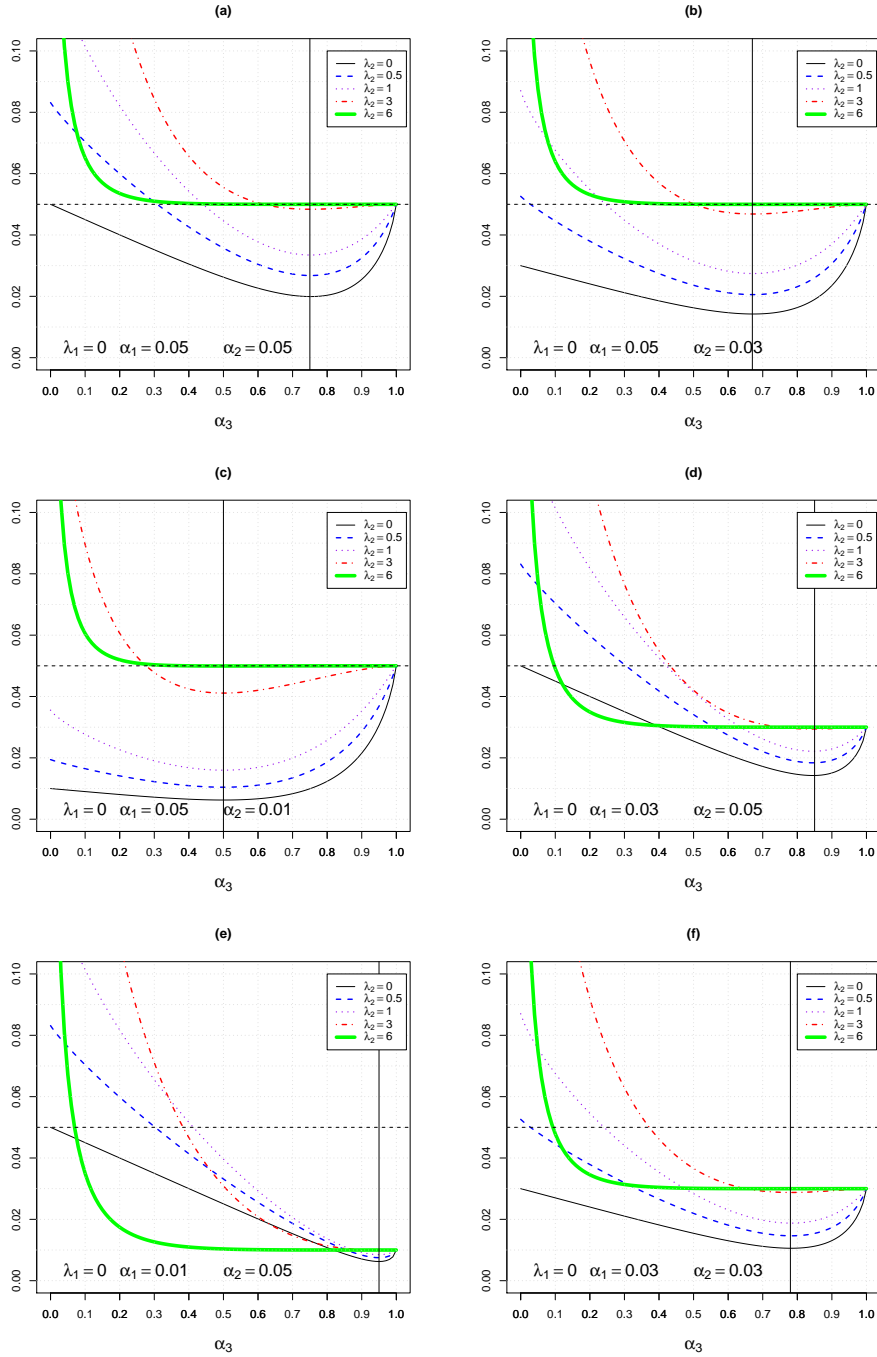 (a)
0.00 0.02 0.04 0.06 0.08 0.10
λ₂ = 0
λ₂ = 0.5
λ₂ = 1
λ₂ = 3
λ₂ = 6
λ₁ = 0 α₁ = 0.05 α₂ = 0.05
0.0 0.1 0.2 0.3 0.4 0.5 0.6 0.7 0.8 0.9 1.0
α₃
(b)
0.00 0.02 0.04 0.06 0.08 0.10
λ₂ = 0
λ₂ = 0.5
λ₂ = 1
λ₂ = 3
λ₂ = 6
λ₁ = 0 α₁ = 0.05 α₂ = 0.03
0.0 0.1 0.2 0.3 0.4 0.5 0.6 0.7 0.8 0.9 1.0
α₃
(c)
0.00 0.02 0.04 0.06 0.08 0.10
λ₂ = 0
λ₂ = 0.5
λ₂ = 1
λ₂ = 3
λ₂ = 6
λ₁ = 0 α₁ = 0.05 α₂ = 0.01
0.0 0.1 0.2 0.3 0.4 0.5 0.6 0.7 0.8 0.9 1.0
α₃
(d)
0.00 0.02 0.04 0.06 0.08 0.10
λ₂ = 0
λ₂ = 0.5
λ₂ = 1
λ₂ = 3
λ₂ = 6
λ₁ = 0 α₁ = 0.03 α₂ = 0.05
0.0 0.1 0.2 0.3 0.4 0.5 0.6 0.7 0.8 0.9 1.0
α₃
(e)
0.00 0.02 0.04 0.06 0.08 0.10
λ₂ = 0
λ₂ = 0.5
λ₂ = 1
λ₂ = 3
λ₂ = 6
λ₁ = 0 α₁ = 0.01 α₂ = 0.05
0.0 0.1 0.2 0.3 0.4 0.5 0.6 0.7 0.8 0.9 1.0
α₃
(f)
0.00 0.02 0.04 0.06 0.08 0.10
λ₂ = 0
λ₂ = 0.5
λ₂ = 1
λ₂ = 3
λ₂ = 6
λ₁ = 0 α₁ = 0.03 α₂ = 0.03
0.0 0.1 0.2 0.3 0.4 0.5 0.6 0.7 0.8 0.9 1.0
α₃